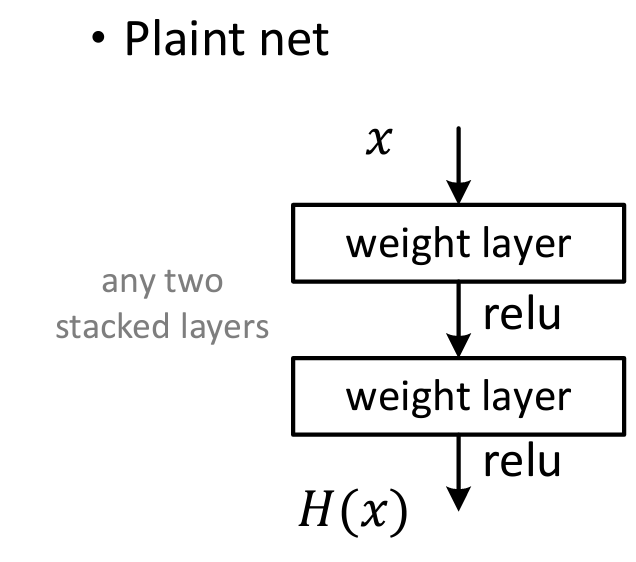 • Plaint net
x
weight layer
any two
stacked layers
relu
weight layer
relu
H(x)